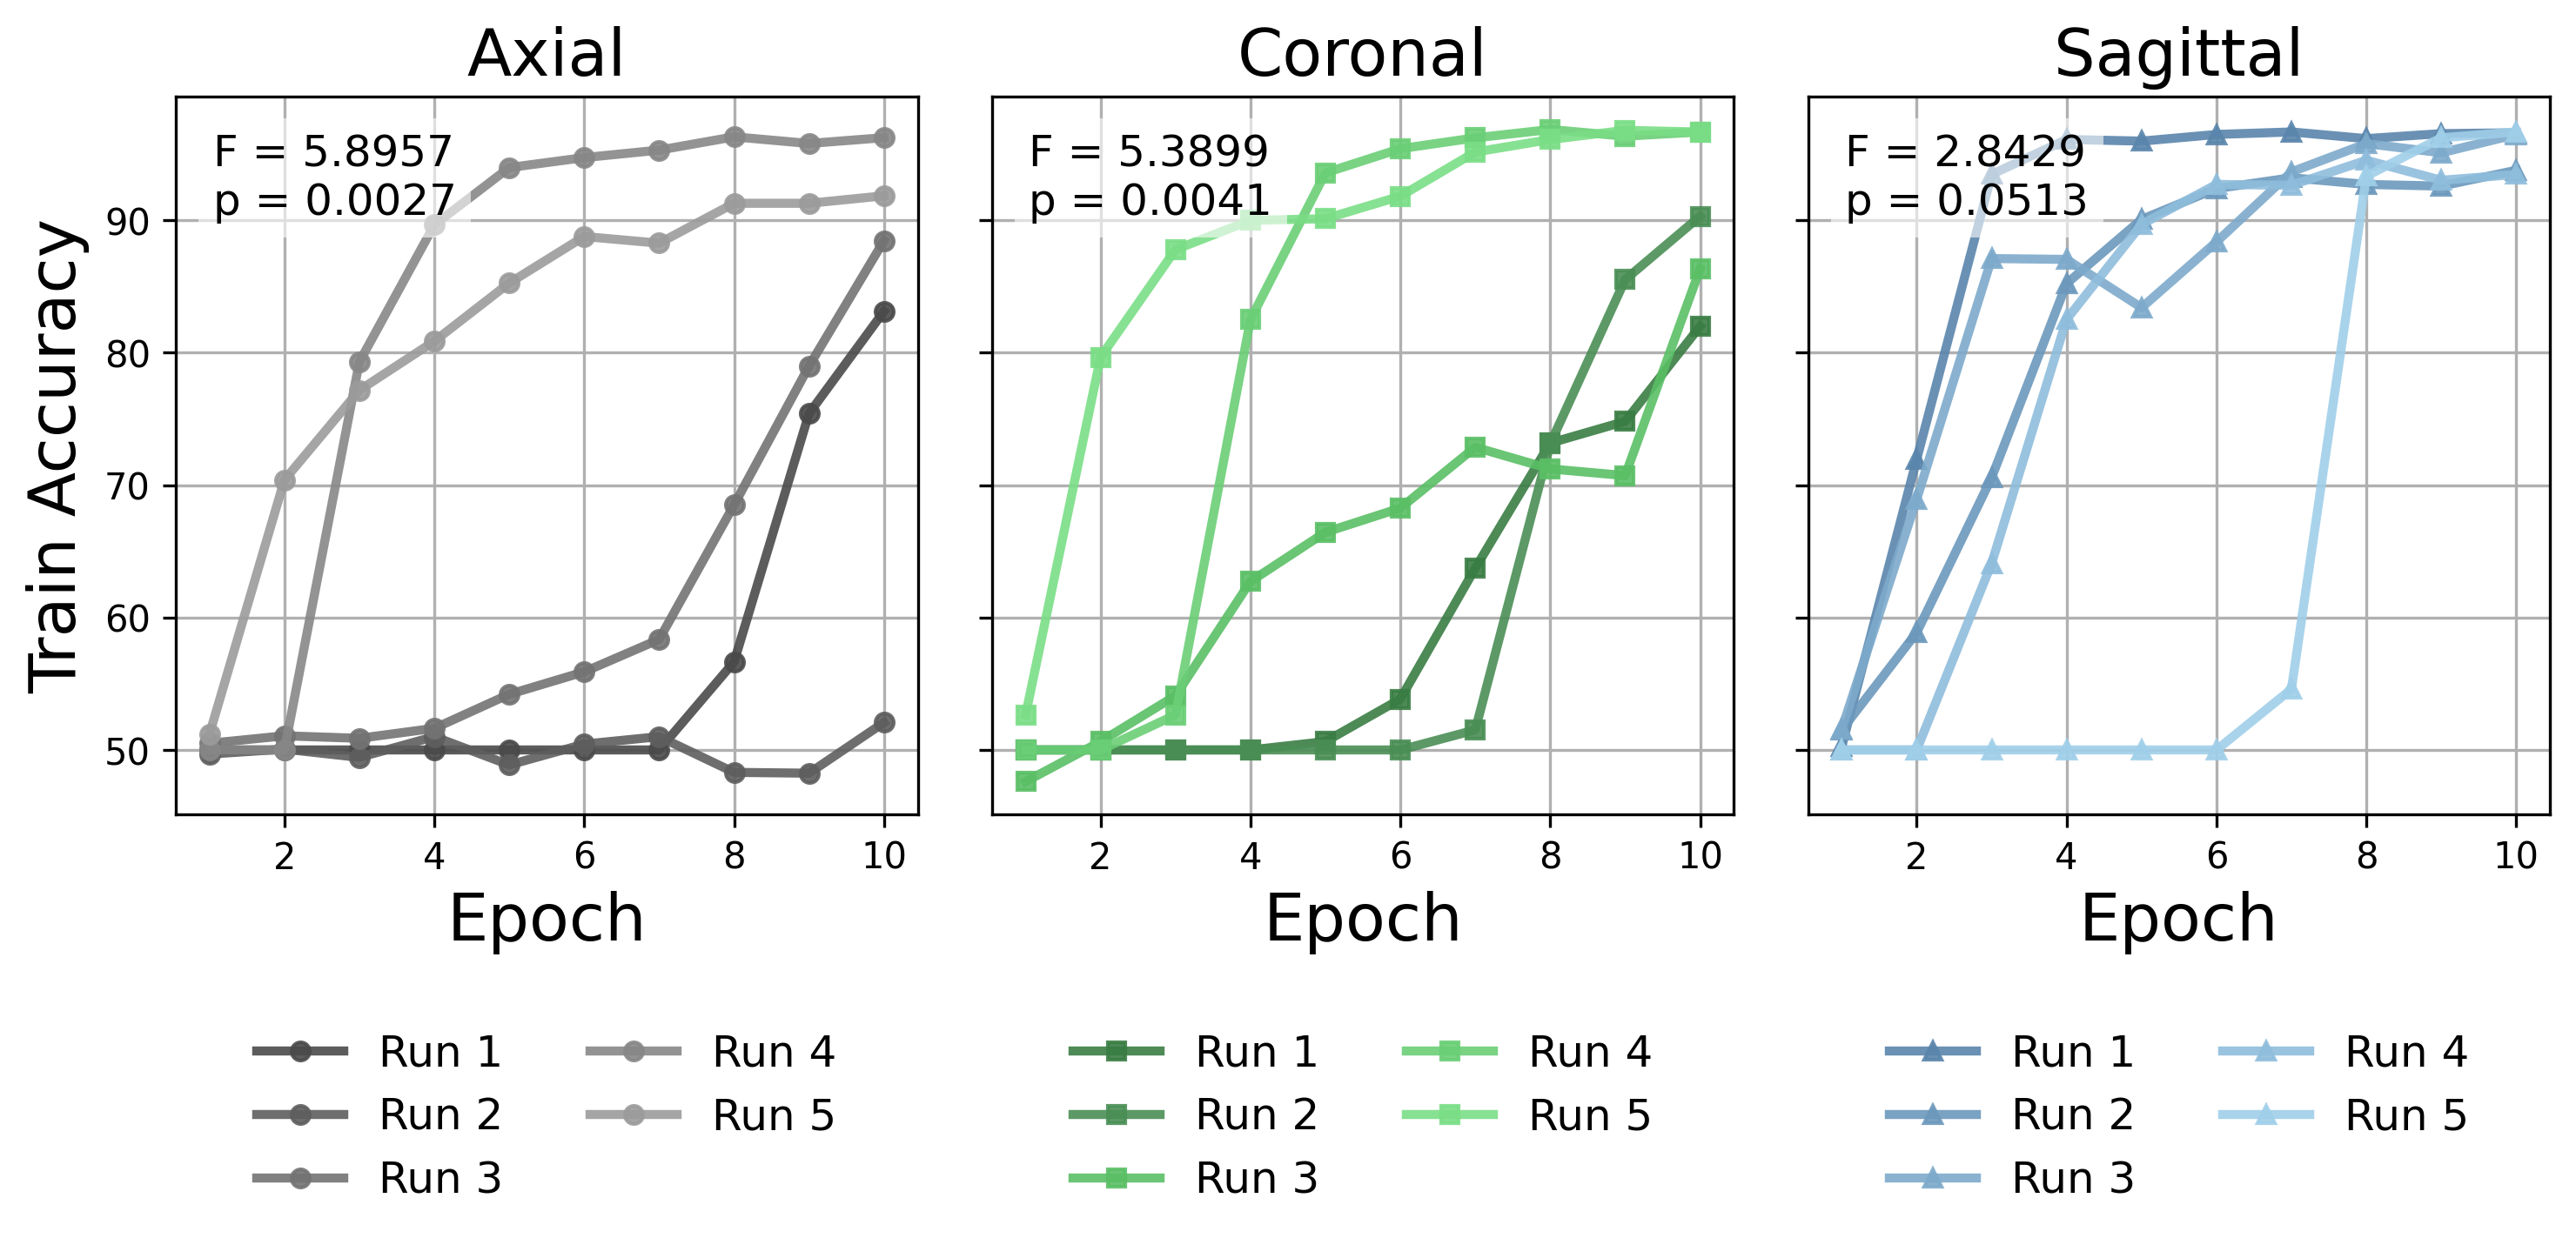 Axial
Coronal
Sagittal
F = 5.8957
p = 0.0027
F = 5.3899
p = 0.0041
F = 2.8429
p = 0.0513
Train Accuracy
90
80
70
60
50
2 4 6 8 10
2 4 6 8 10
2 4 6 8 10
Epoch
Epoch
Epoch
Run 1
Run 2
Run 3
Run 4
Run 5
Run 1
Run 2
Run 3
Run 4
Run 5
Run 1
Run 2
Run 3
Run 4
Run 5